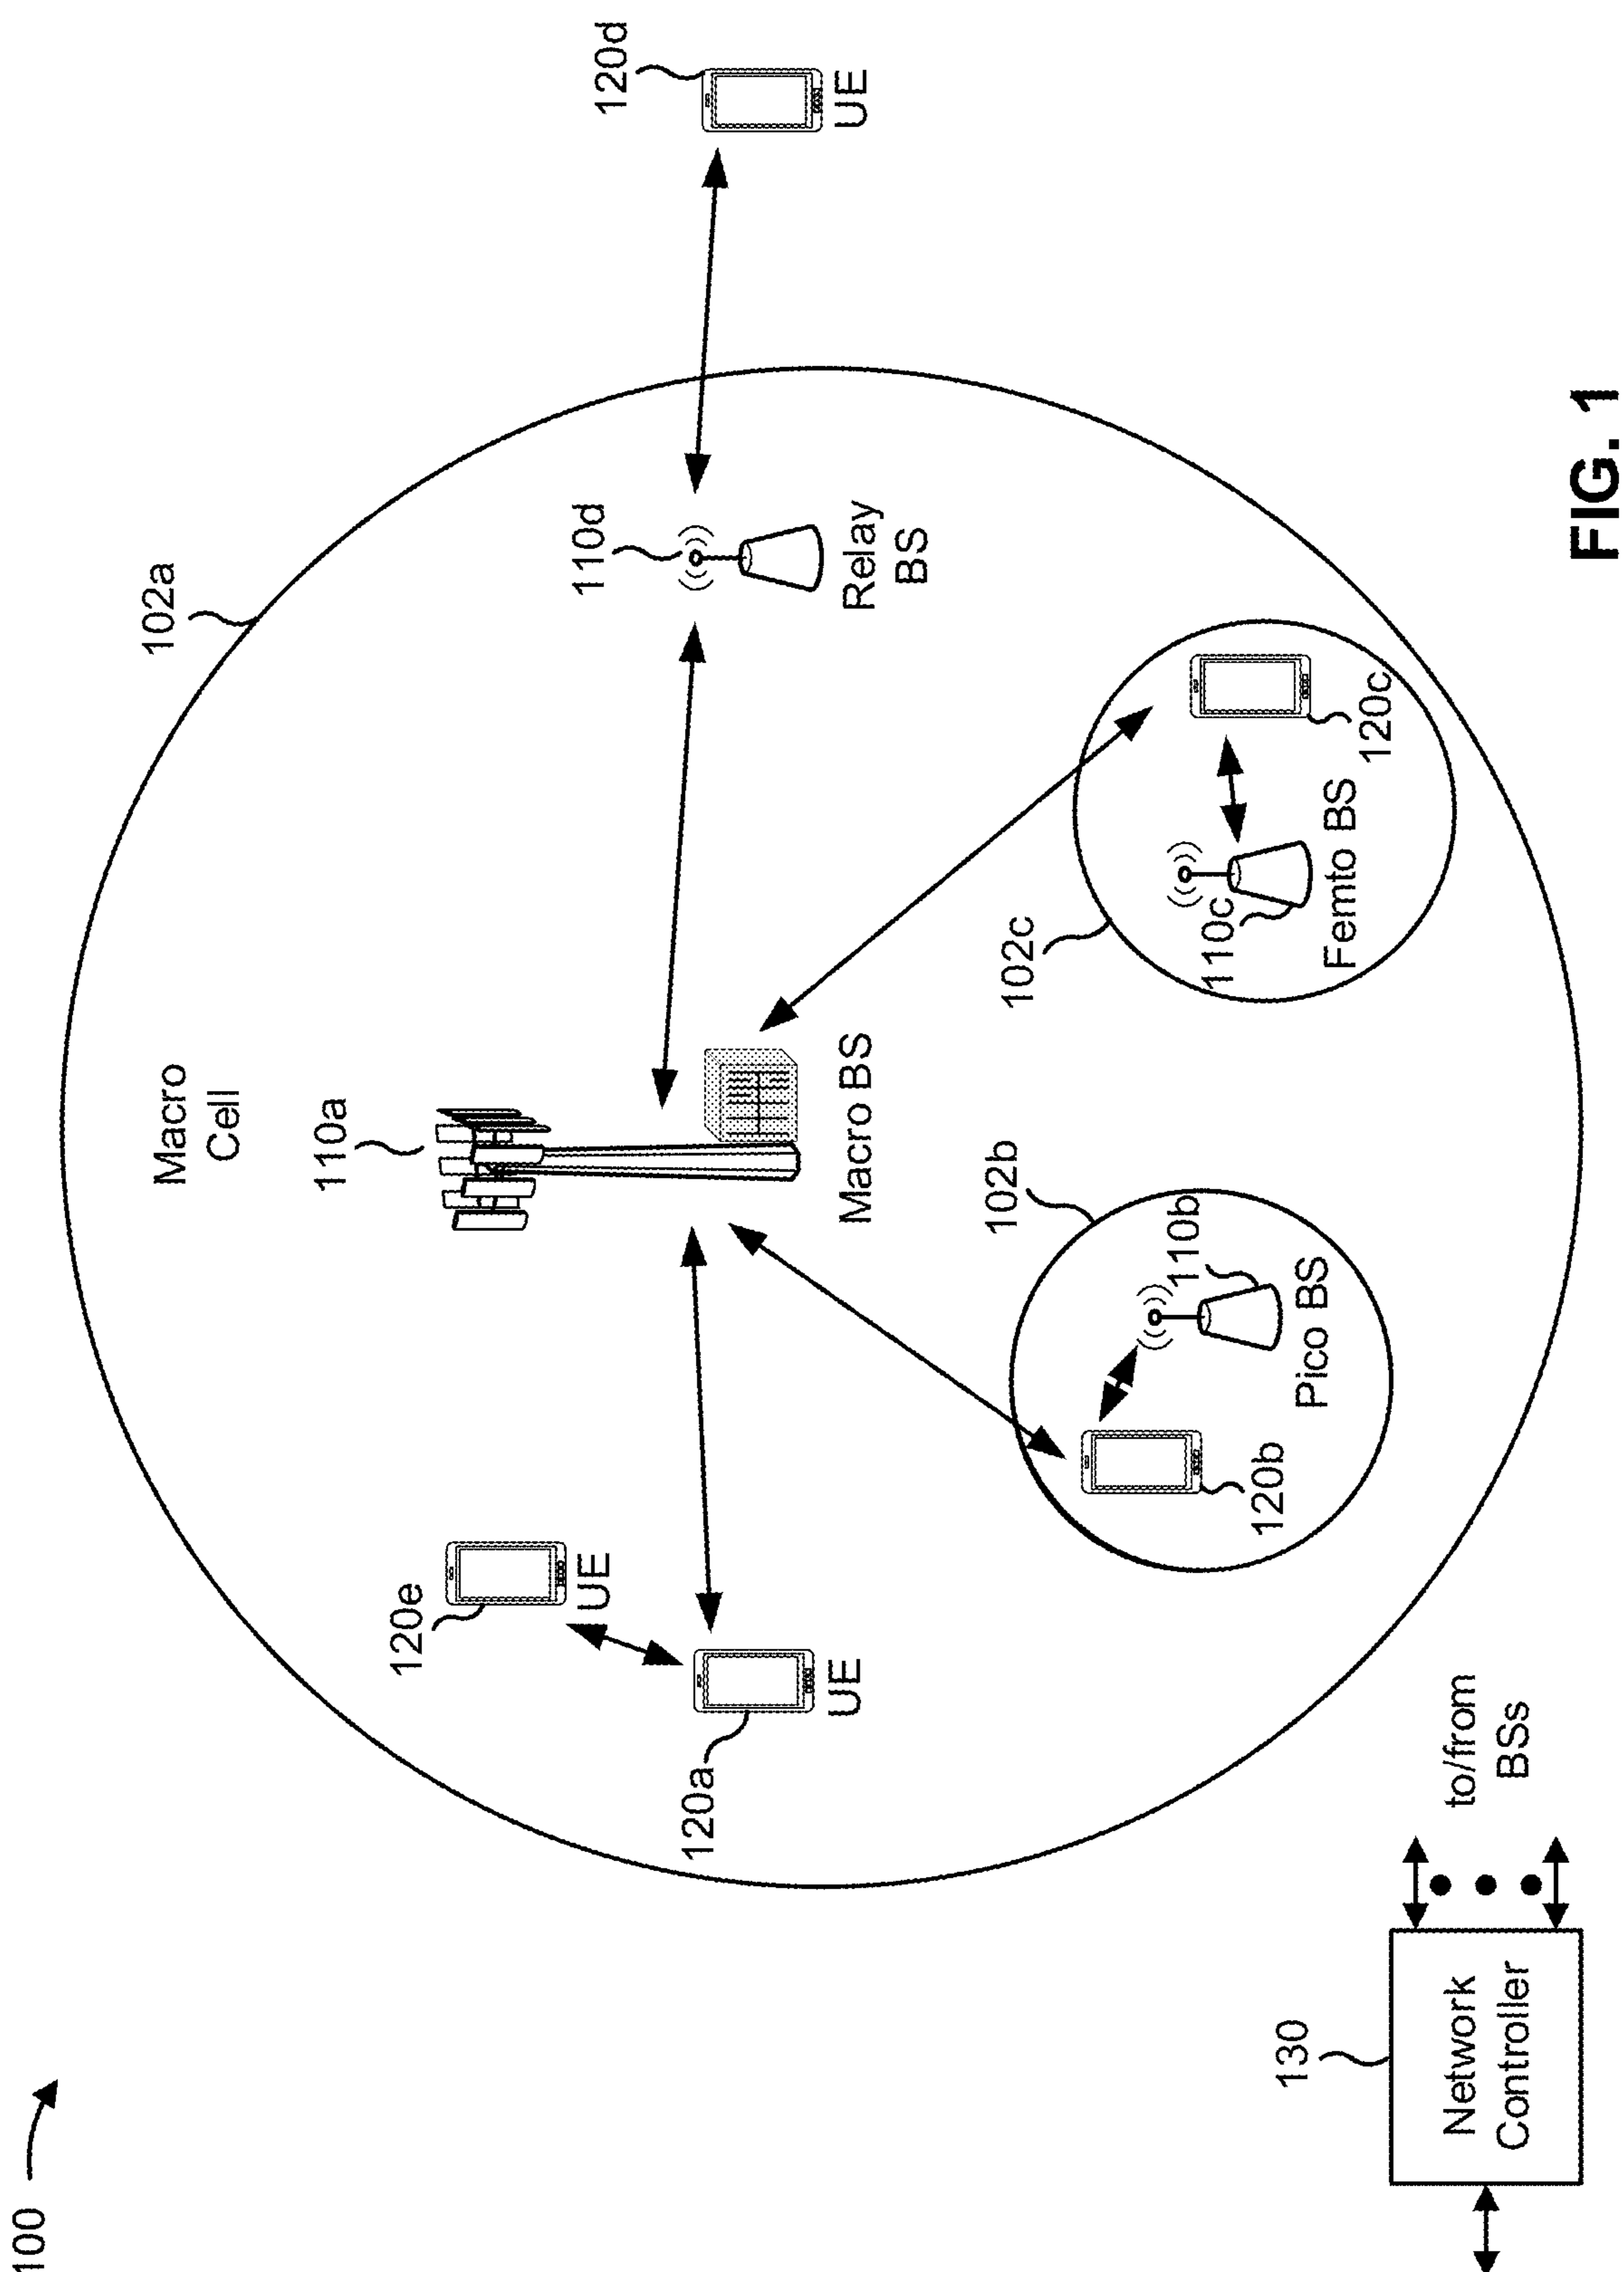 100
102a
Macro
Cell
110a
120d
UE
110d
Relay
BS
120e
UE
120a
UE
Macro BS
102b
110b
Pico BS
120b
102c
110c
Femto BS
120c
130
Network
Controller
to/from
BSs
FIG. 1